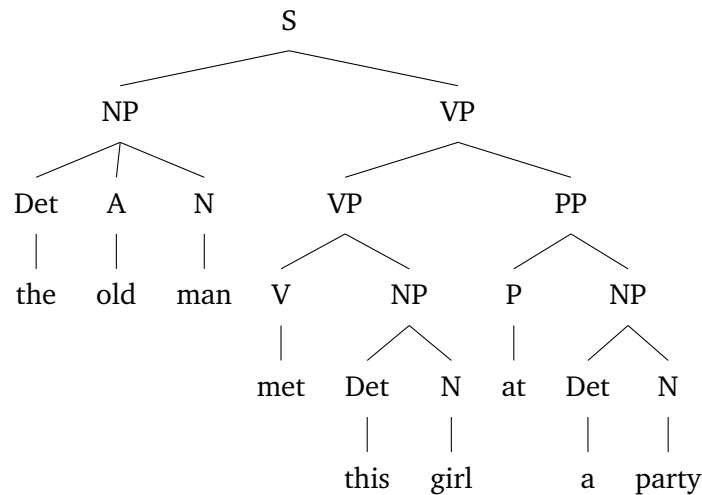 S
NP VP
Det A N VP PP
the old man V NP P NP
met Det N at Det N
this girl a party